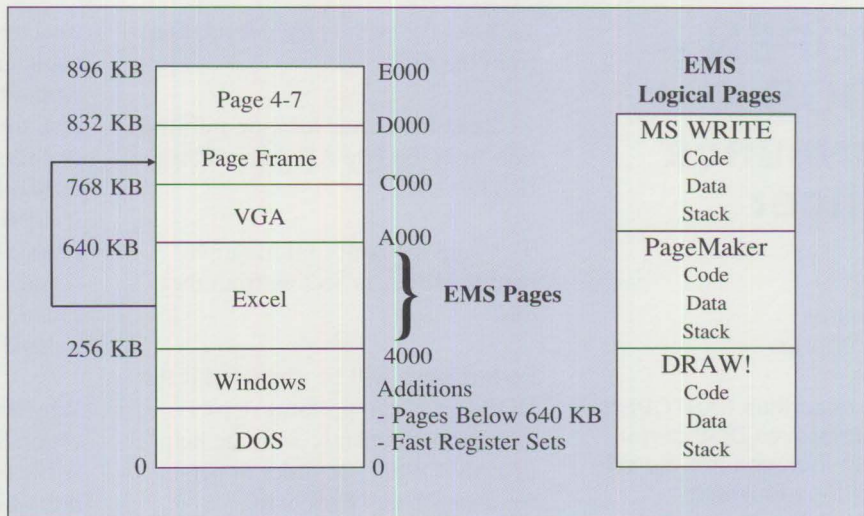 896 KB
832 KB
768 KB
640 KB
256 KB
0
Page 4-7
Page Frame
VGA
Excel
Windows
DOS
E000
D000
C000
A000
EMS Pages
4000
Additions
- Pages Below 640 KB
- Fast Register Sets
0
EMS
Logical Pages
MS WRITE
Code
Data
Stack
PageMaker
Code
Data
Stack
DRAW!
Code
Data
Stack